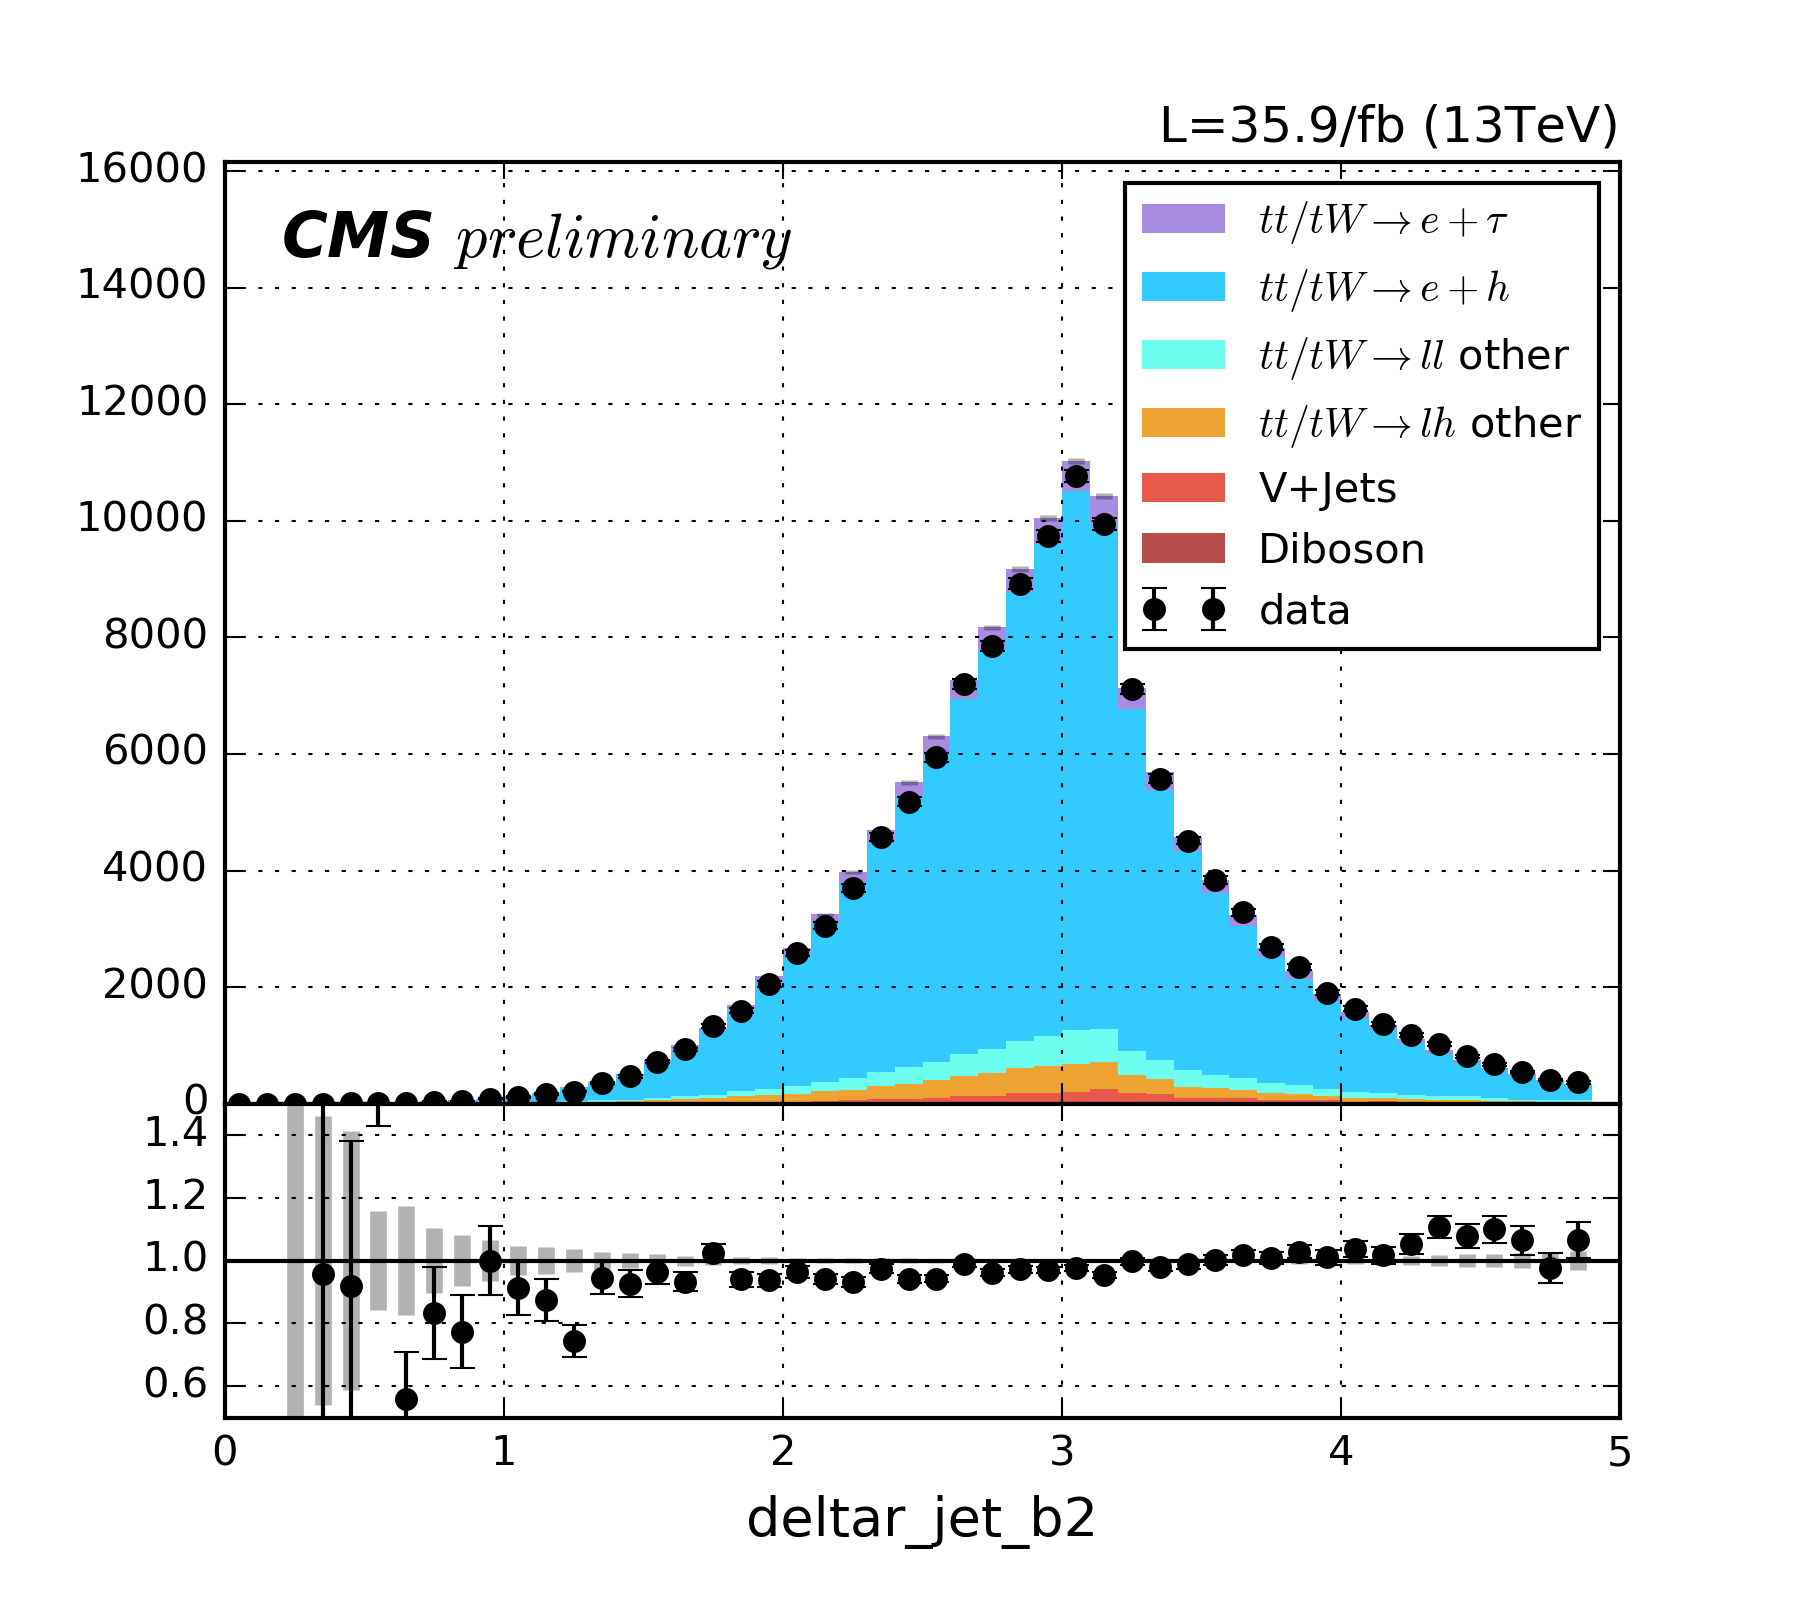 L=35.9/fb (13TeV)
CMS preliminary
16000
14000
12000
10000
8000
6000
4000
2000
0
tt/tW→e+τ
tt/tW→e+h
tt/tW→ll other
tt/tW→lh other
V+Jets
Diboson
data
1.4
1.2
1.0
0.8
0.6
0 1 2 3 4 5
deltar_jet_b2